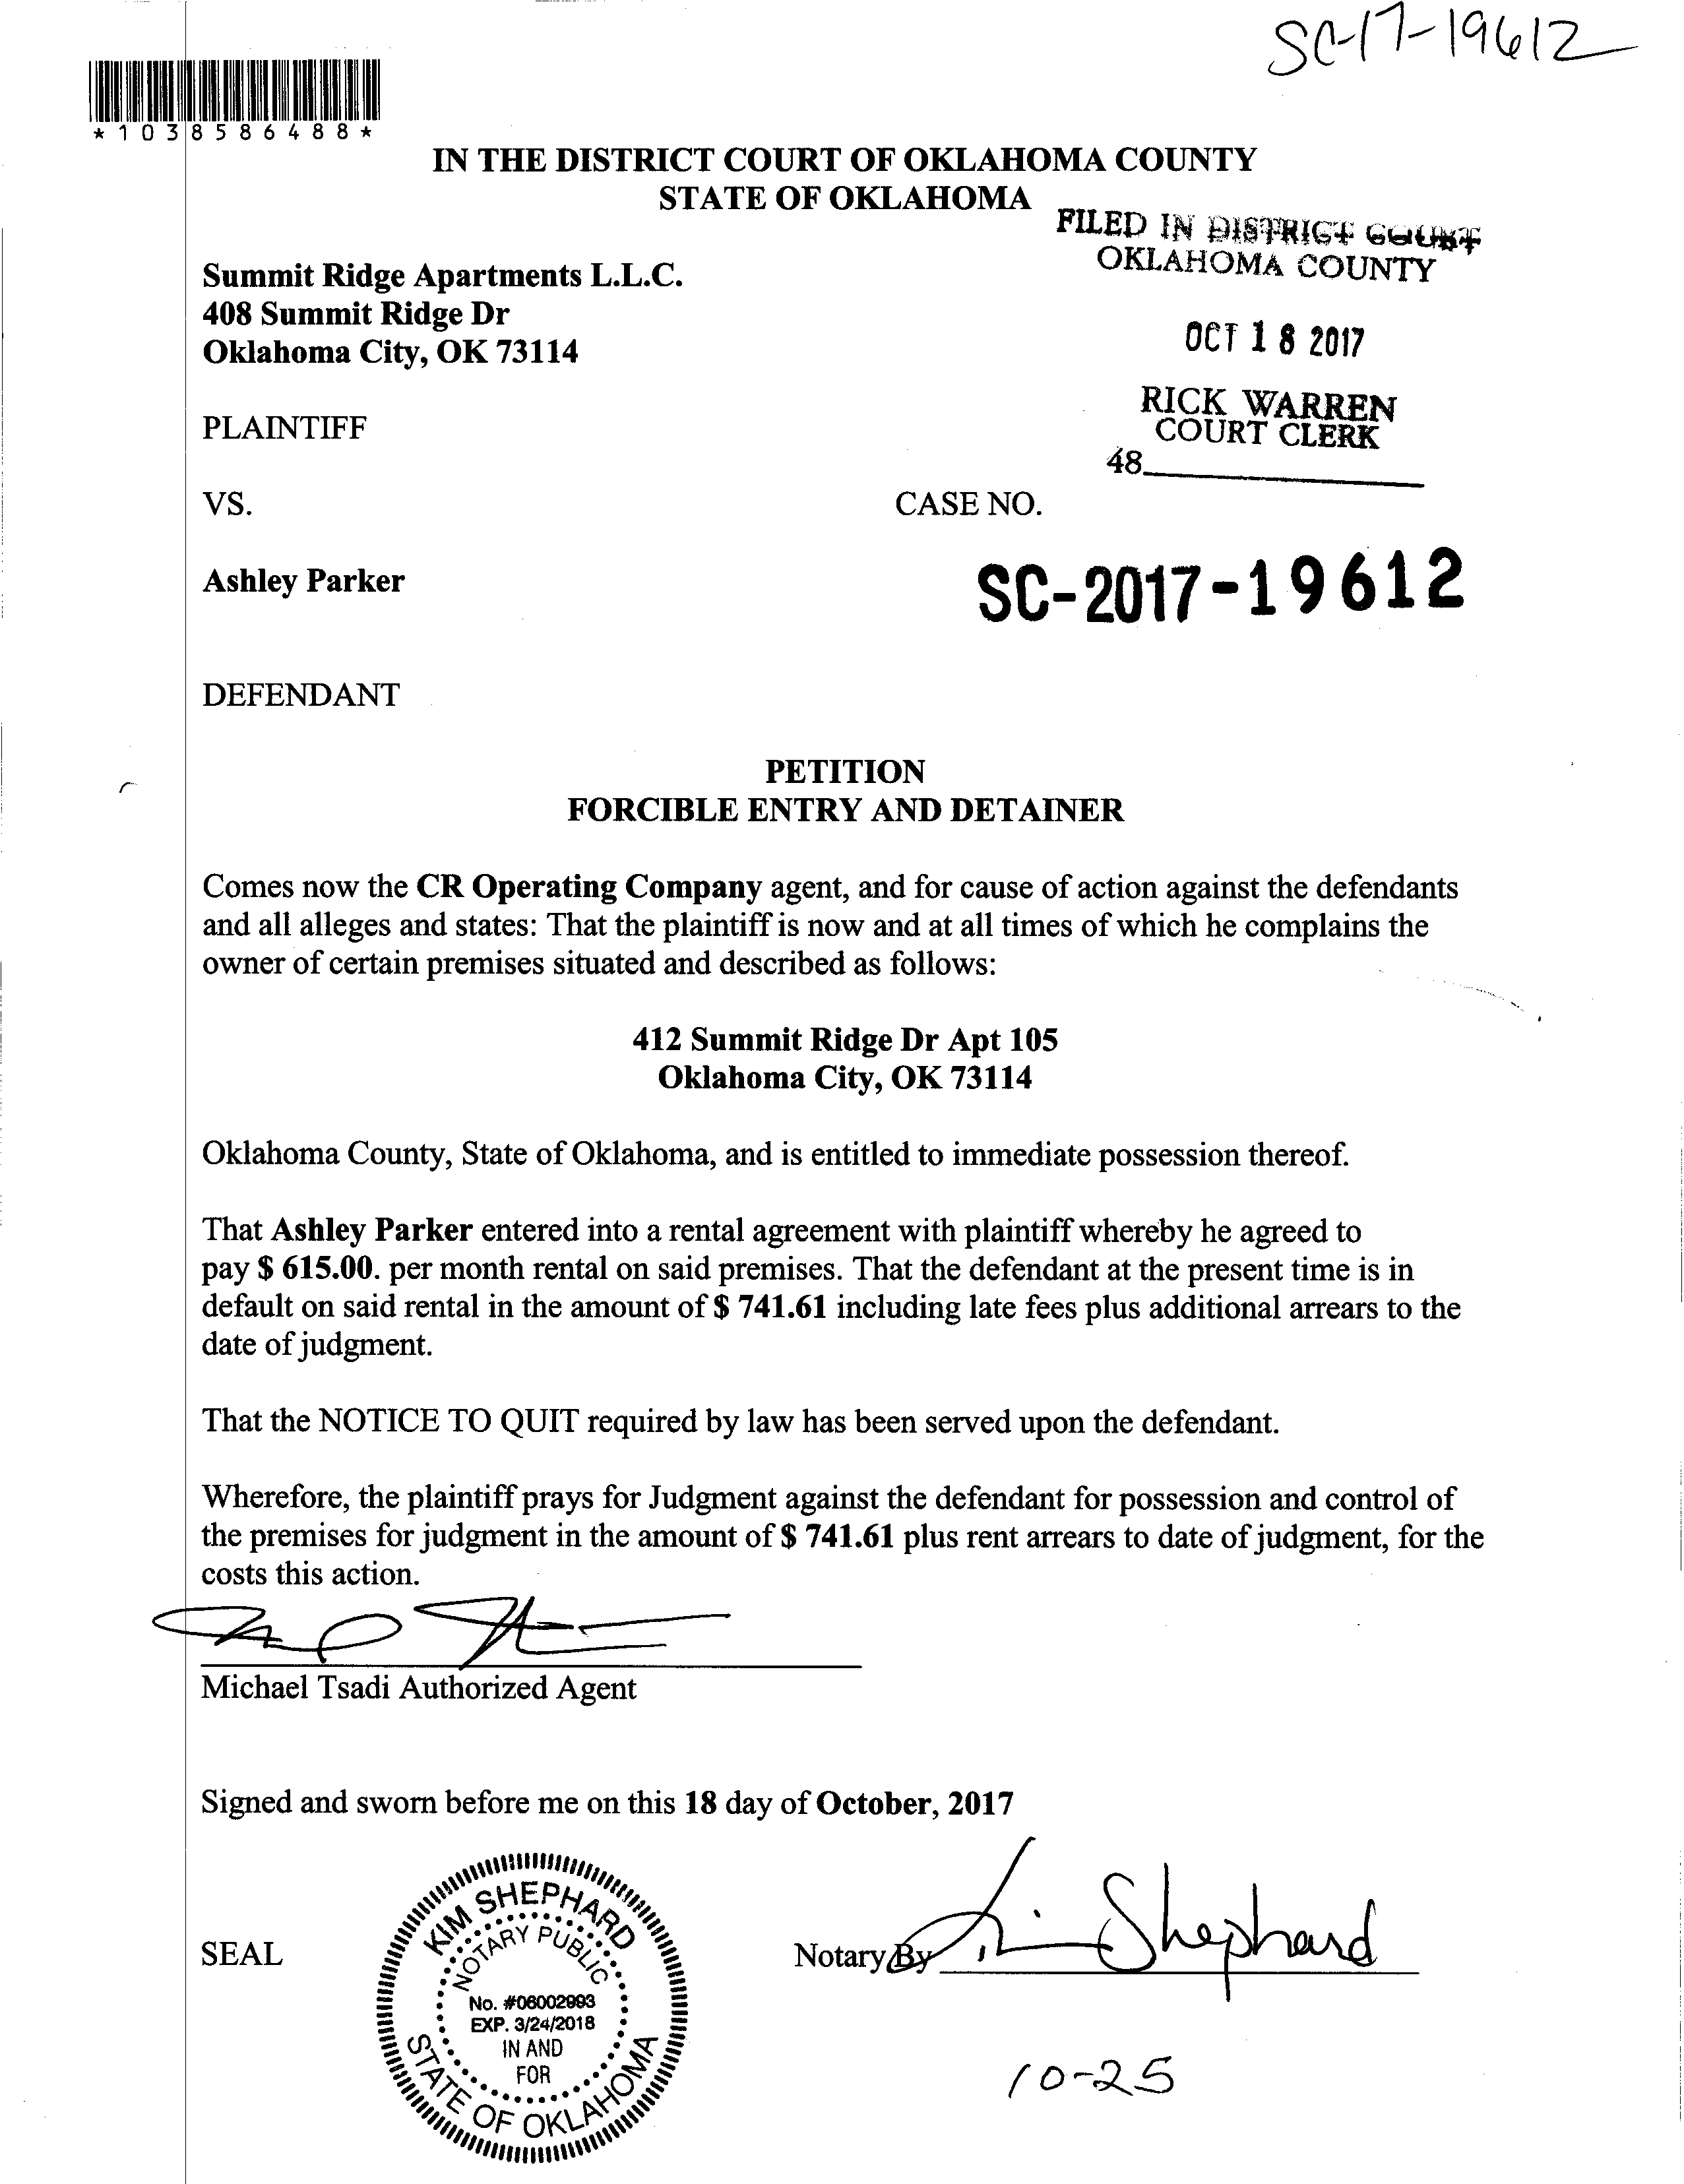 SC-17-19612
*1038586488*
IN THE DISTRICT COURT OF OKLAHOMA COUNTY
STATE OF OKLAHOMA
FILED IN DISTRICT COURT
OKLAHOMA COUNTY
Summit Ridge Apartments L.L.C.
408 Summit Ridge Dr
Oklahoma City, OK 73114
OCT 18 2017
RICK WARREN
COURT CLERK
48
PLAINTIFF
VS.
CASE NO.
Ashley Parker
SC-2017-19612
DEFENDANT
PETITION
FORCIBLE ENTRY AND DETAINER
Comes now the CR Operating Company agent, and for cause of action against the defendants
and all alleges and states: That the plaintiff is now and at all times of which he complains the
owner of certain premises situated and described as follows:
412 Summit Ridge Dr Apt 105
Oklahoma City, OK 73114
Oklahoma County, State of Oklahoma, and is entitled to immediate possession thereof.
That Ashley Parker entered into a rental agreement with plaintiff whereby he agreed to
pay $ 615.00. per month rental on said premises. That the defendant at the present time is in
default on said rental in the amount of $ 741.61 including late fees plus additional arrears to the
date of judgment.
That the NOTICE TO QUIT required by law has been served upon the defendant.
Wherefore, the plaintiff prays for Judgment against the defendant for possession and control of
the premises for judgment in the amount of $ 741.61 plus rent arrears to date of judgment, for the
costs this action.
Michael Tsadi Authorized Agent
Signed and sworn before me on this 18 day of October, 2017
SEAL
KIM SHEPHARD
NOTARY PUBLIC
No. #06002993
EXP. 3/24/2018
IN AND
FOR
STATE OF OKLAHOMA
Notary By Kim Shephard
10-25